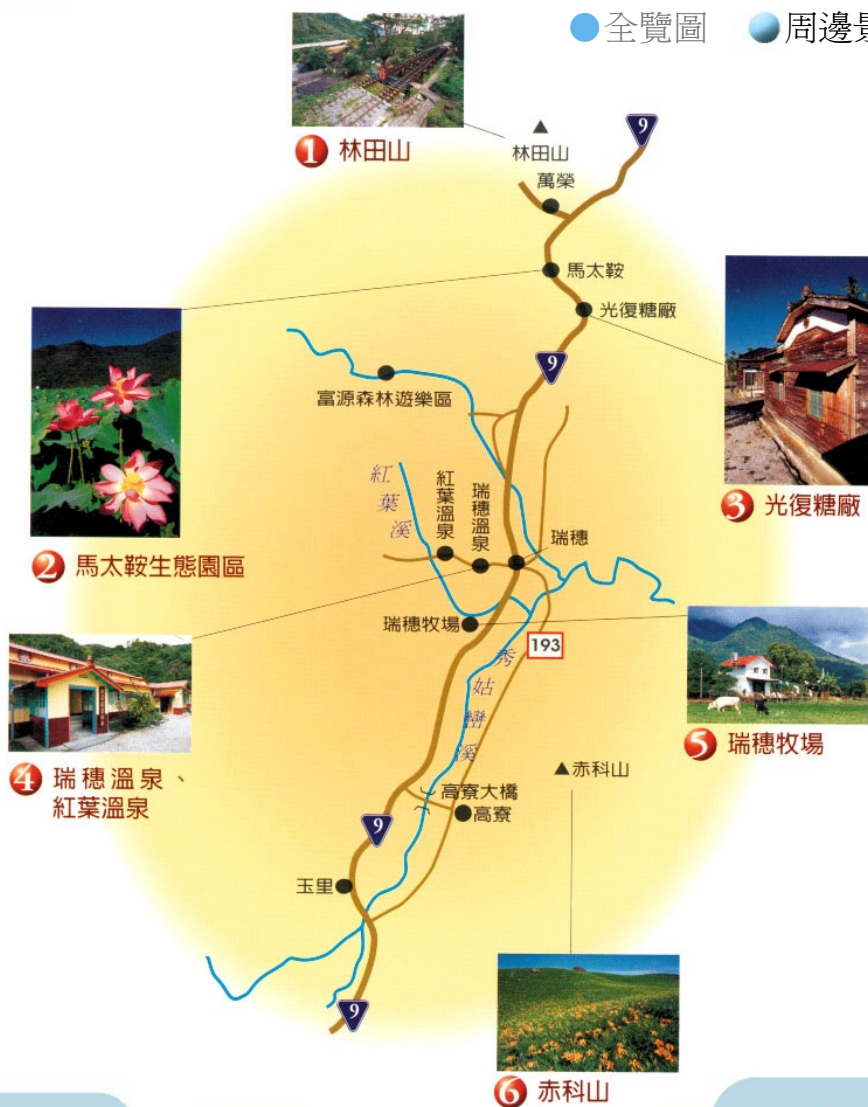 全覽圖
周邊景
1 林田山
林田山
9
萬榮
馬太鞍
光復糖廠
9
富源森林遊樂區
紅葉溪
紅葉溫泉
瑞穗溫泉
瑞穗
3 光復糖廠
2 馬太鞍生態園區
瑞穗牧場
193
秀姑巒溪
5 瑞穗牧場
4 瑞穗溫泉、
紅葉溫泉
赤科山
高寮大橋
高寮
9
玉里
9
6 赤科山